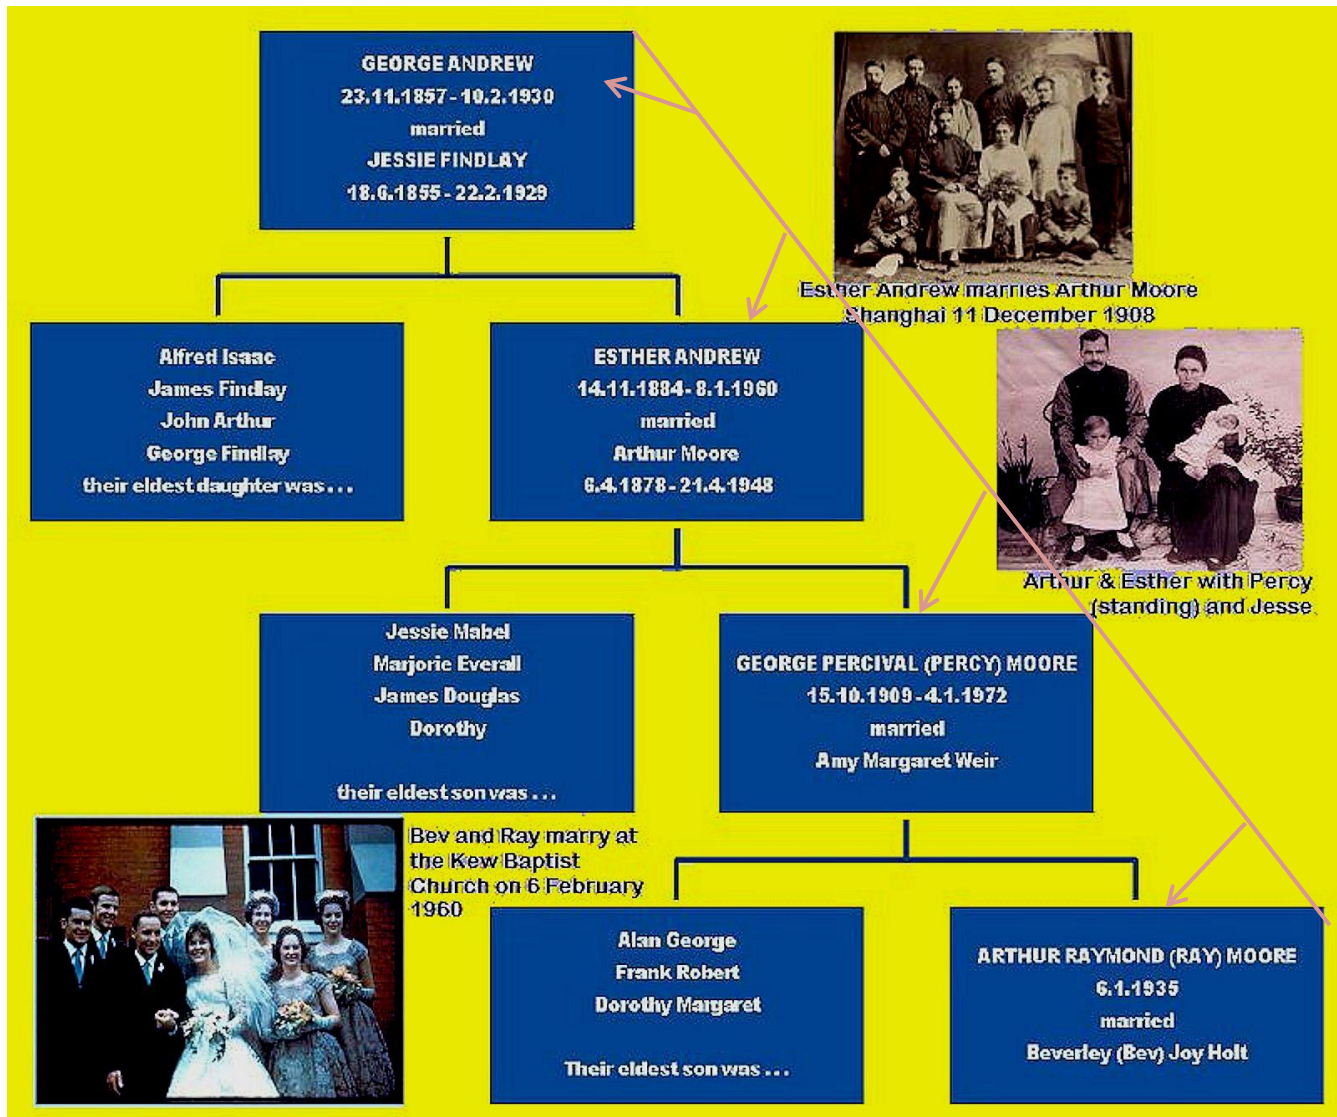 GEORGE ANDREW
23.11.1857 - 10.2.1930
married
JESSIE FINDLAY
18.6.1855 - 22.2.1929
Esther Andrew marries Arthur Moore
Shanghai 11 December 1908
Alfred Isaac
James Findlay
John Arthur
George Findlay
their eldest daughter was . . .
ESTHER ANDREW
14.11.1884 - 8.1.1960
married
Arthur Moore
6.4.1878 - 21.4.1948
Arthur & Esther with Percy
(standing) and Jesse
Jessie Mabel
Marjorie Everall
James Douglas
Dorothy
their eldest son was . . .
GEORGE PERCIVAL (PERCY) MOORE
15.10.1909 - 4.1.1972
married
Amy Margaret Weir
Bev and Ray marry at
the Kew Baptist
Church on 6 February
1960
Alan George
Frank Robert
Dorothy Margaret
Their eldest son was . . .
ARTHUR RAYMOND (RAY) MOORE
6.1.1935
married
Beverley (Bev) Joy Holt